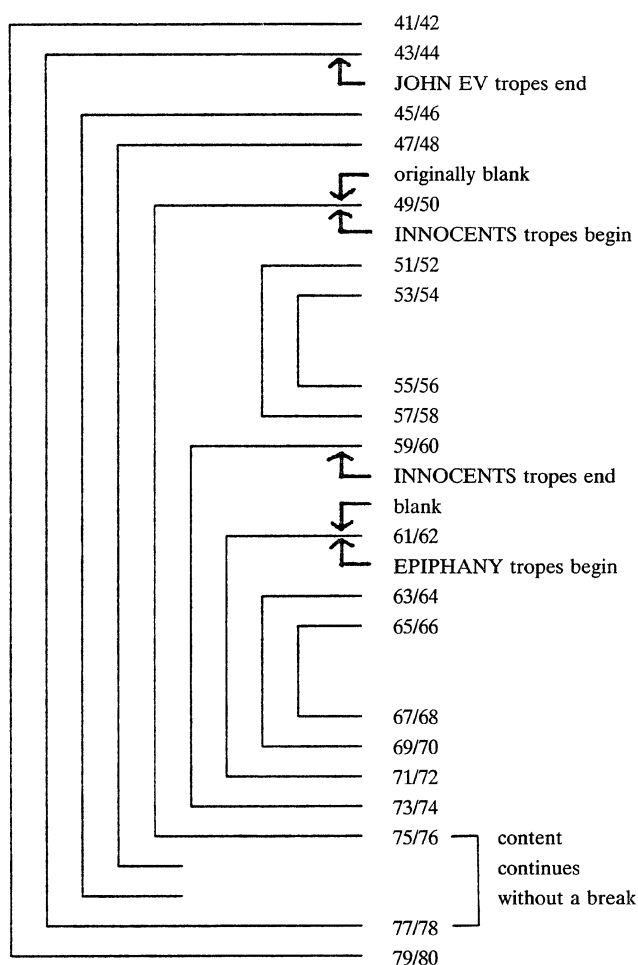 41/42
43/44
JOHN EV tropes end
45/46
47/48
originally blank
49/50
INNOCENTS tropes begin
51/52
53/54
55/56
57/58
59/60
INNOCENTS tropes end
blank
61/62
EPIPHANY tropes begin
63/64
65/66
67/68
69/70
71/72
73/74
75/76 content
continues
without a break
77/78
79/80